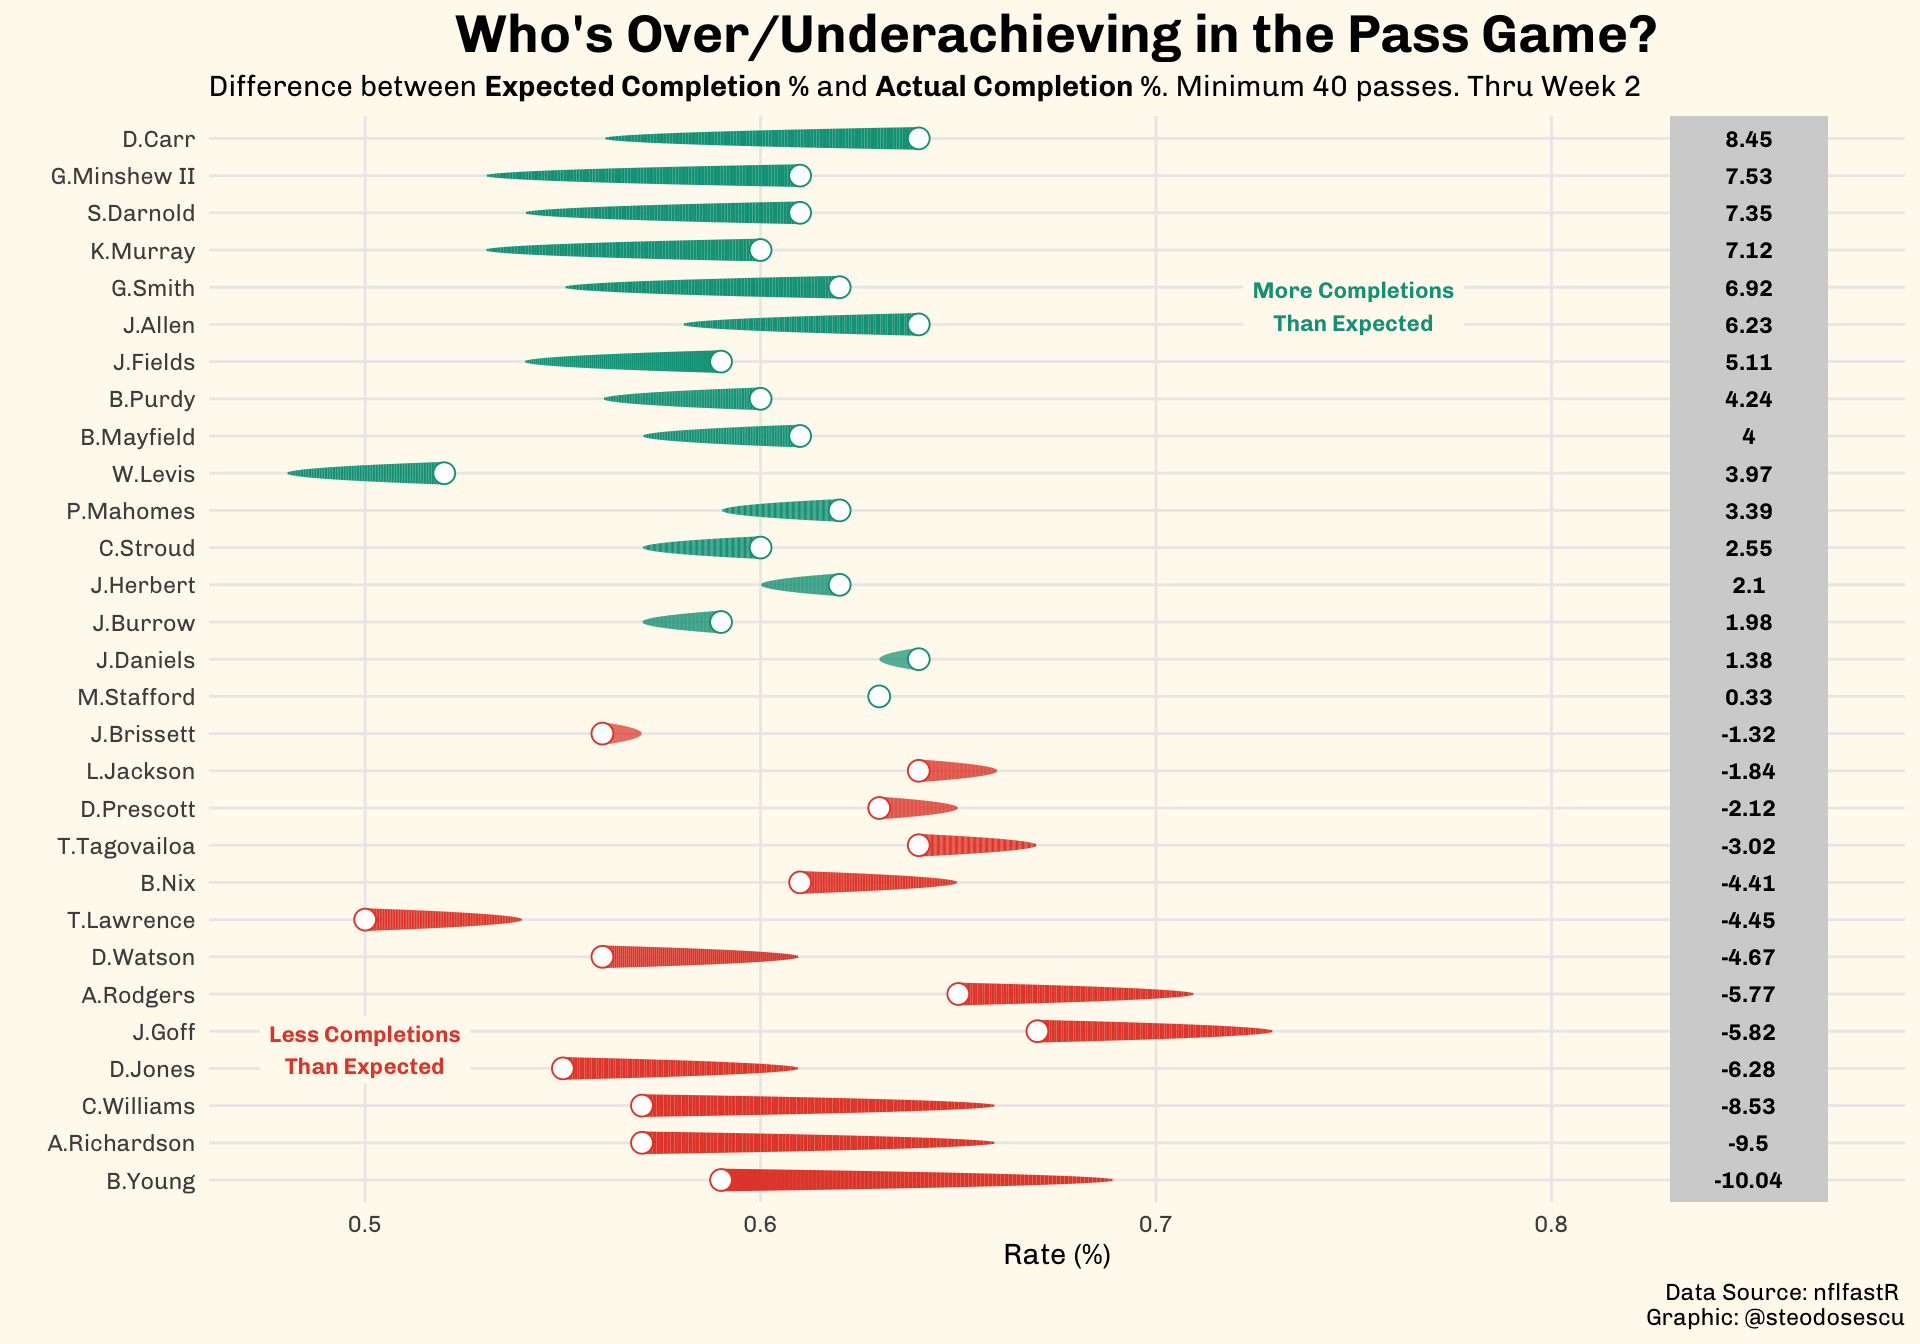 Who's Over/Underachieving in the Pass Game?
Difference between Expected Completion % and Actual Completion %. Minimum 40 passes. Thru Week 2
D.Carr 8.45
G.Minshew II 7.53
S.Darnold 7.35
K.Murray 7.12
G.Smith 6.92
More Completions
Than Expected
J.Allen 6.23
J.Fields 5.11
B.Purdy 4.24
B.Mayfield 4
W.Levis 3.97
P.Mahomes 3.39
C.Stroud 2.55
J.Herbert 2.1
J.Burrow 1.98
J.Daniels 1.38
M.Stafford 0.33
J.Brissett -1.32
L.Jackson -1.84
D.Prescott -2.12
T.Tagovailoa -3.02
B.Nix -4.41
T.Lawrence -4.45
D.Watson -4.67
A.Rodgers -5.77
J.Goff -5.82
Less Completions
Than Expected
D.Jones -6.28
C.Williams -8.53
A.Richardson -9.5
B.Young -10.04
0.5 0.6 0.7 0.8
Rate (%)
Data Source: nflfastR
Graphic: @steodosescu